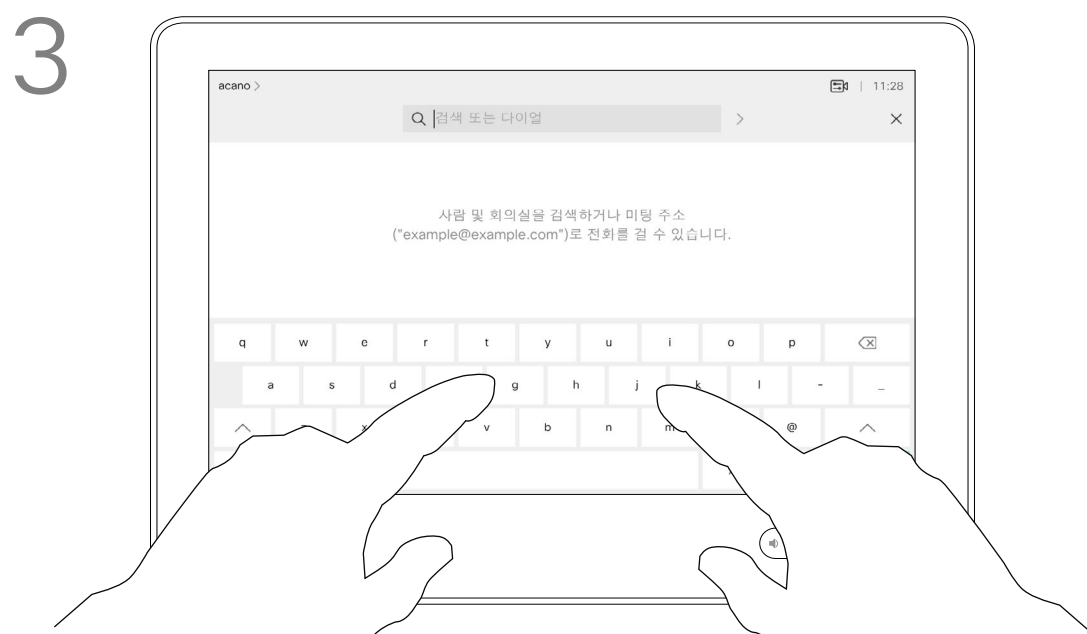 3
acano >
| 11:28
검색 또는 다이얼
사람 및 회의실을 검색하거나 미팅 주소
("example@example.com")로 전화를 걸 수 있습니다.
q w e r t y u i o p
a s d g h j k l - _
x v b n m @